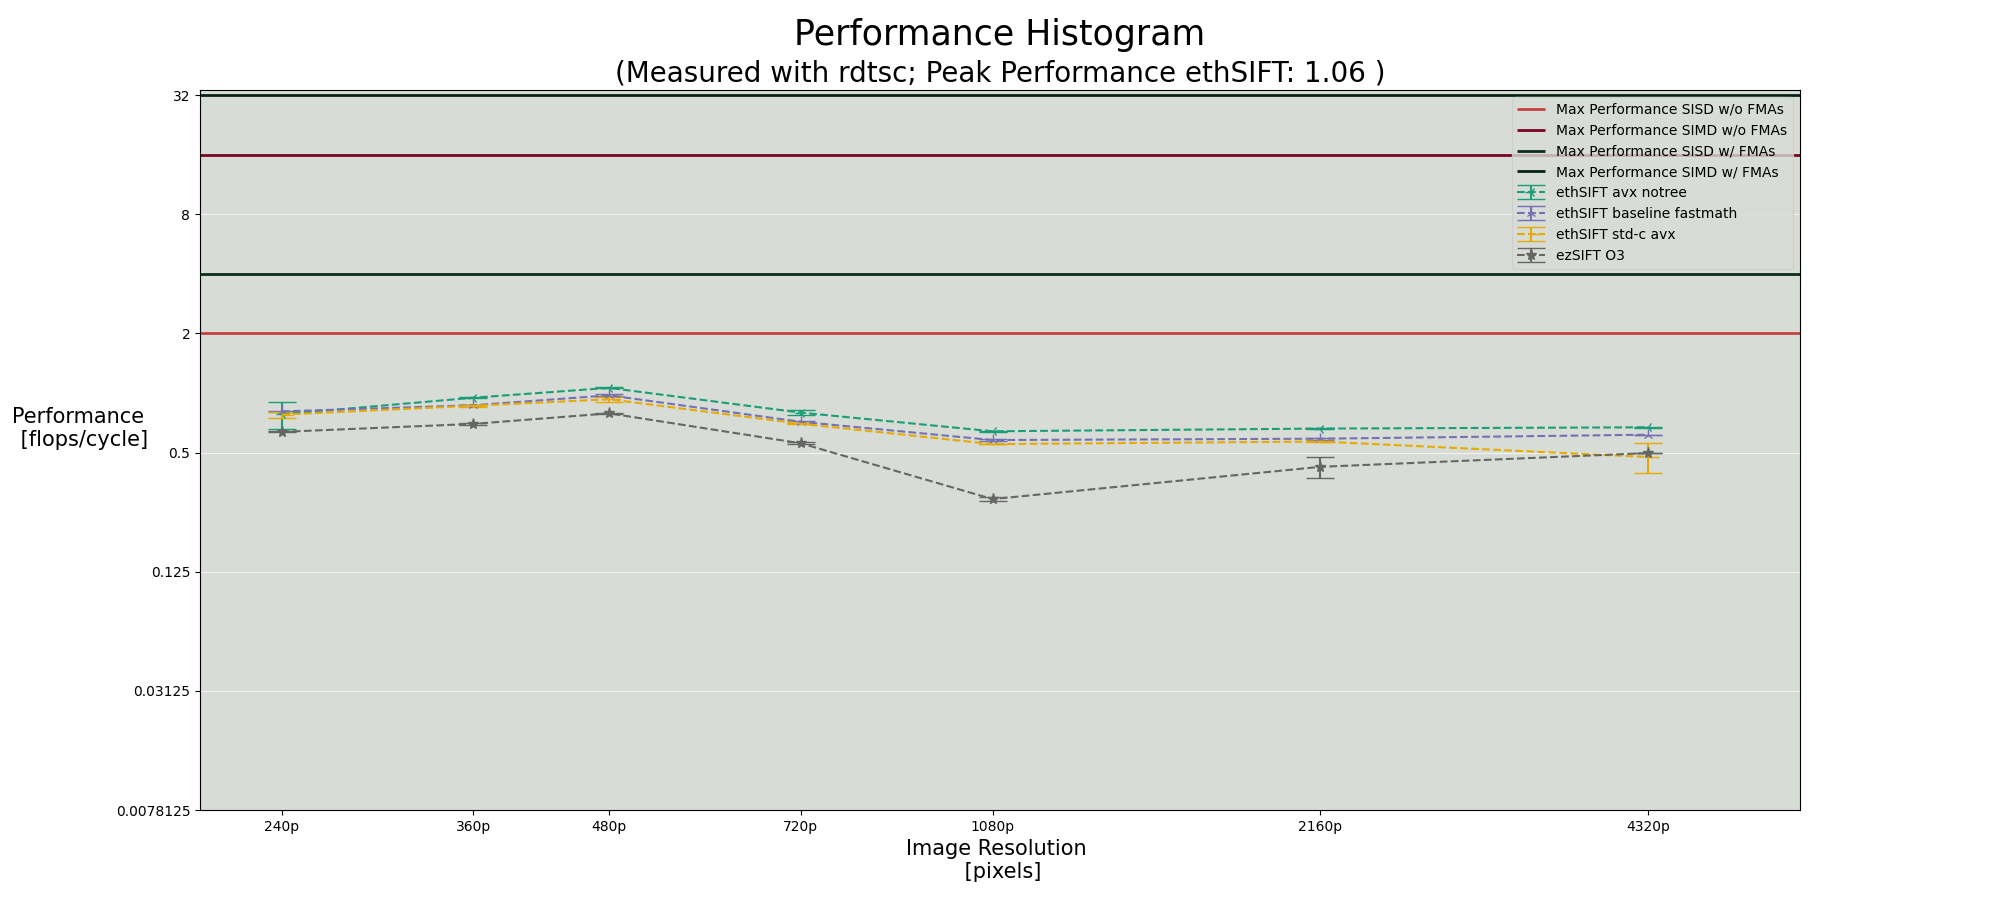 Performance Histogram
(Measured with rdtsc; Peak Performance ethSIFT: 1.06 )
32
8
2
0.5
0.125
0.03125
0.0078125
Performance
[flops/cycle]
Max Performance SISD w/o FMAs
Max Performance SIMD w/o FMAs
Max Performance SISD w/ FMAs
Max Performance SIMD w/ FMAs
ethSIFT avx notree
ethSIFT baseline fastmath
ethSIFT std-c avx
ezSIFT O3
240p 360p 480p 720p 1080p 2160p 4320p
Image Resolution
[pixels]